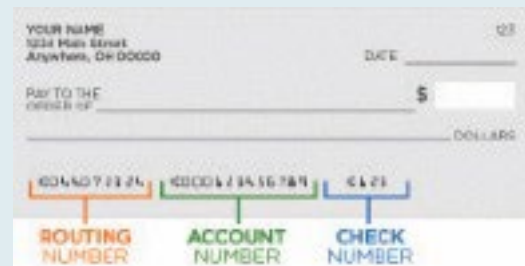 YOUR NAME 123
1234 Main Street
Anywhere, OH 00000
DATE
PAY TO THE
ORDER OF $
DOLLARS
ROUTING NUMBER
ACCOUNT NUMBER
CHECK NUMBER